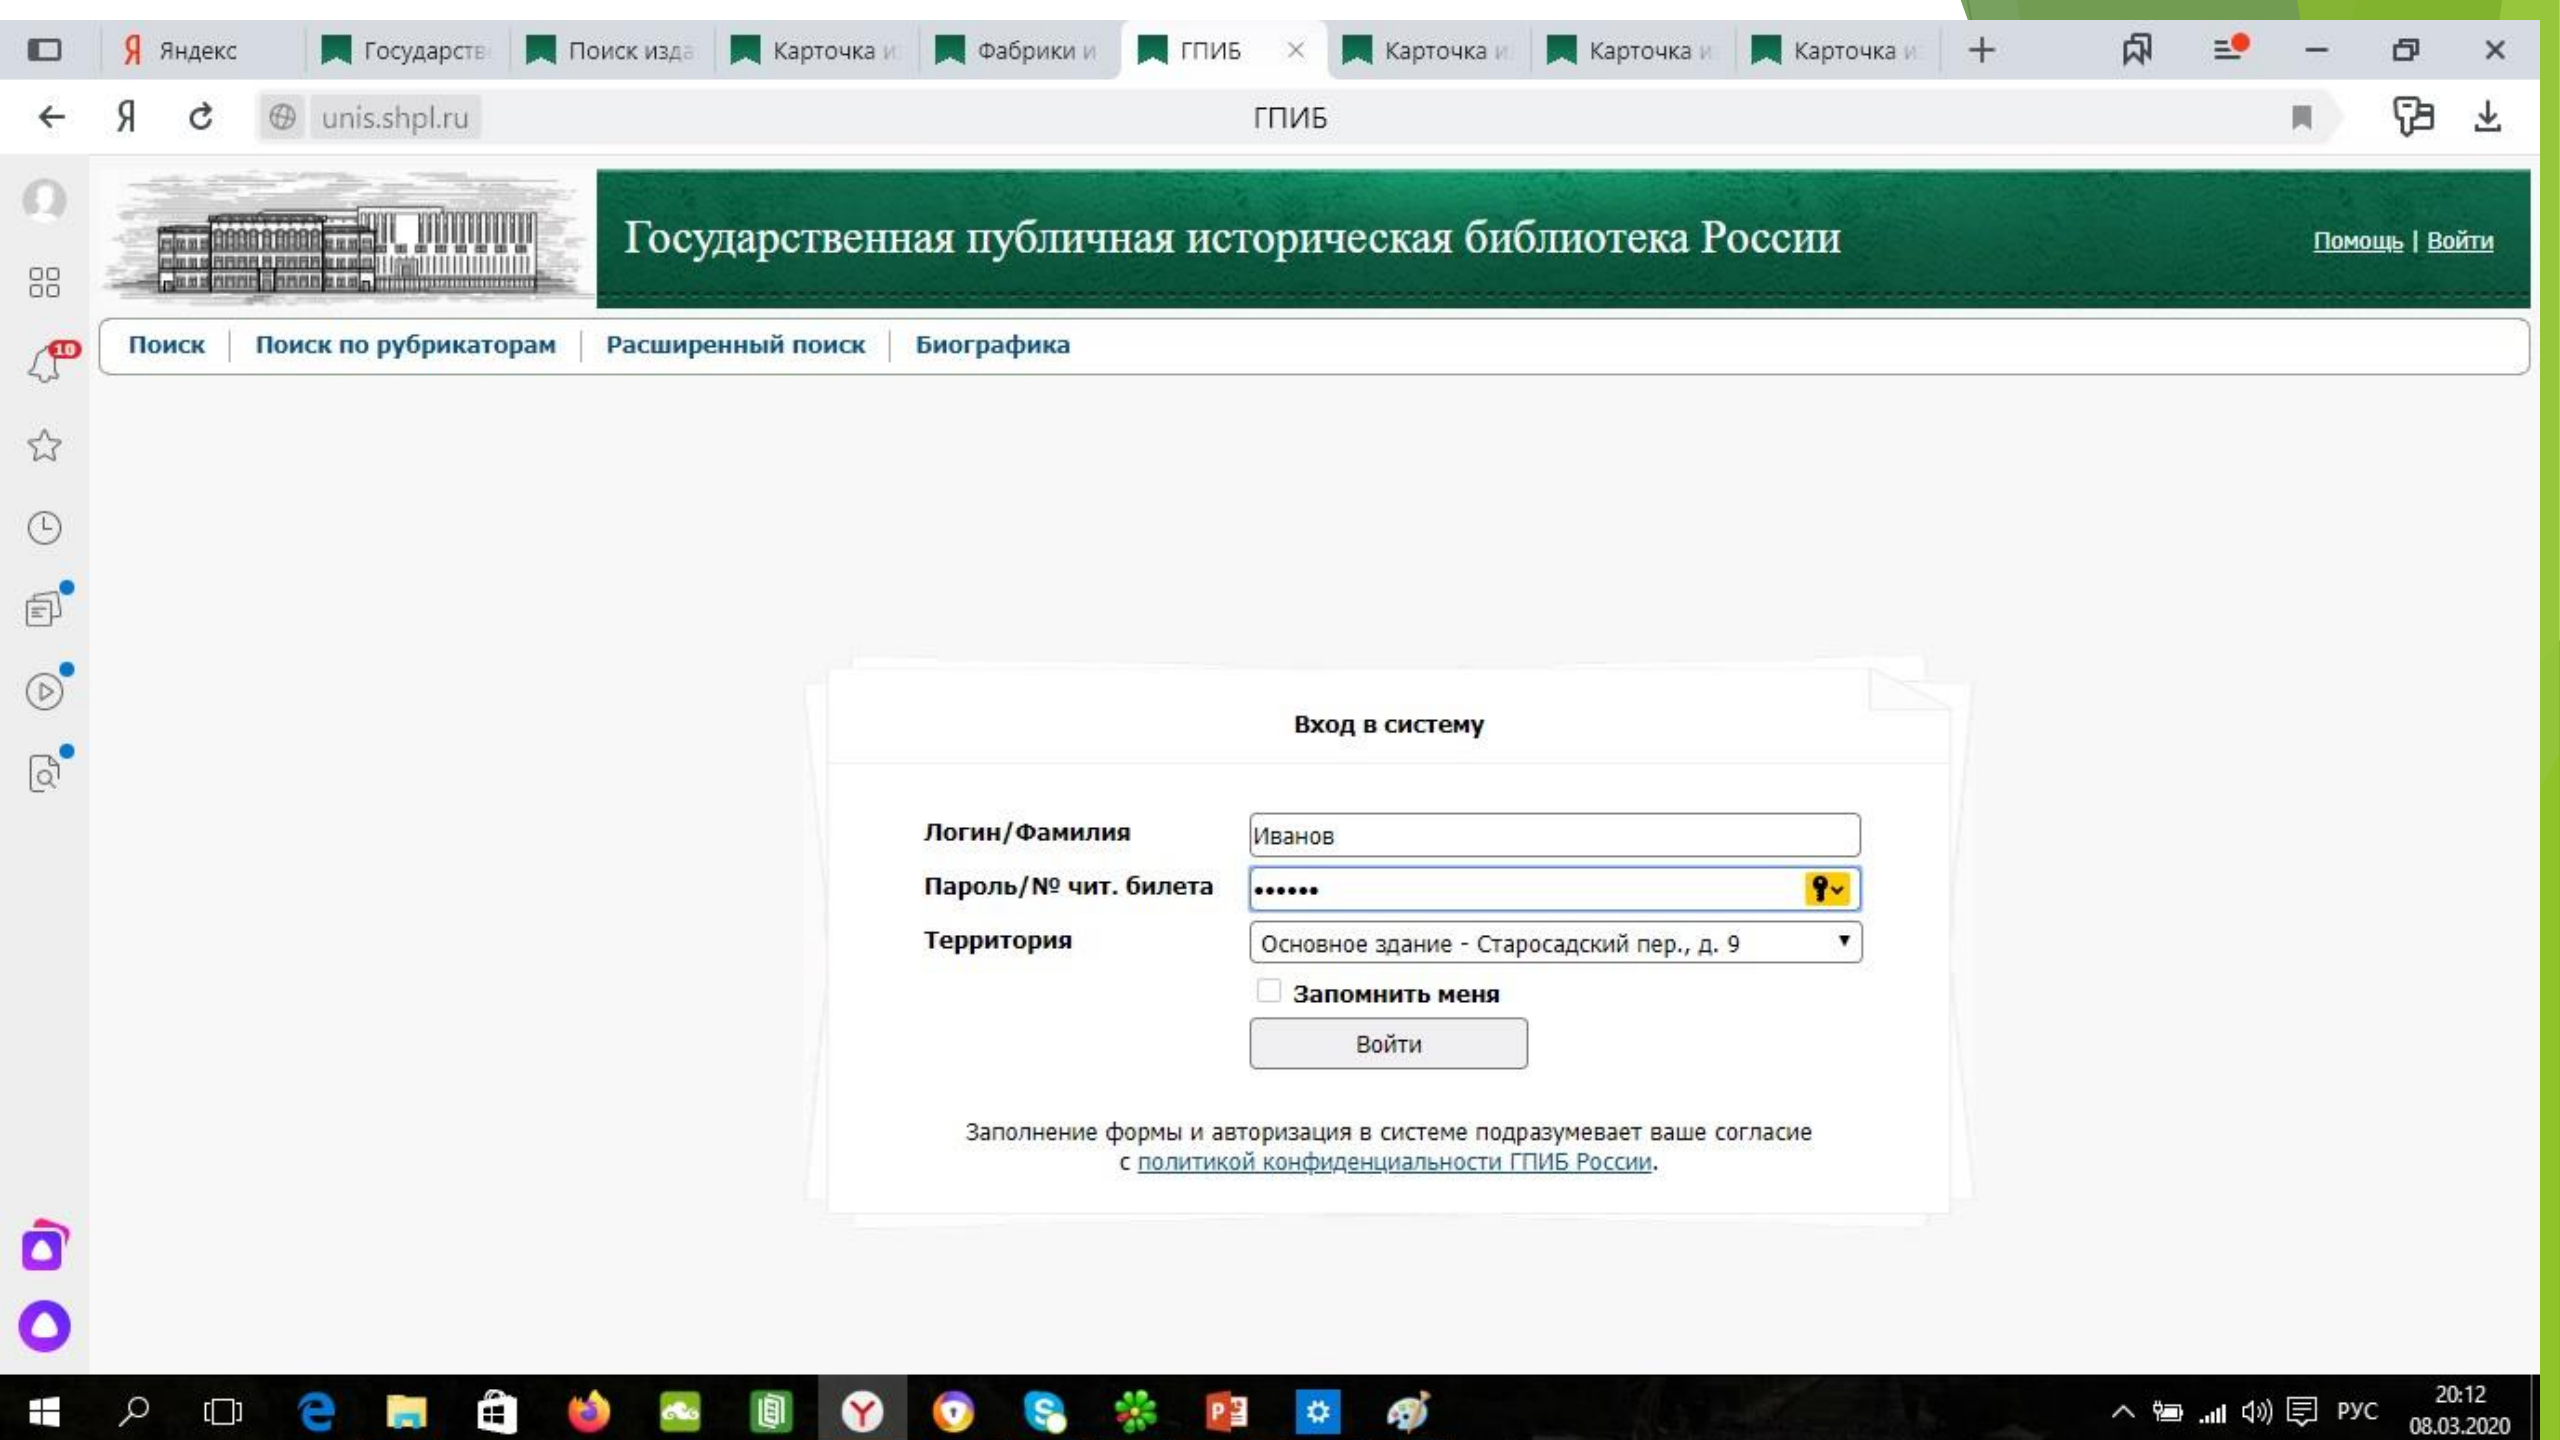 Яндекс
Государств
Поиск изда
Карточка и
Фабрики и
ГПИБ
Карточка и
Карточка и
Карточка и
Я
unis.shpl.ru
ГПИБ
Государственная публичная историческая библиотека России
Помощь | Войти
10
Поиск
Поиск по рубрикаторам
Расширенный поиск
Биографика
Вход в систему
Логин/Фамилия
Иванов
Пароль/№ чит. билета
••••••
Территория
Основное здание - Старосадский пер., д. 9
Запомнить меня
Войти
Заполнение формы и авторизация в системе подразумевает ваше согласие
с политикой конфиденциальности ГПИБ России.
РУС
20:12
08.03.2020